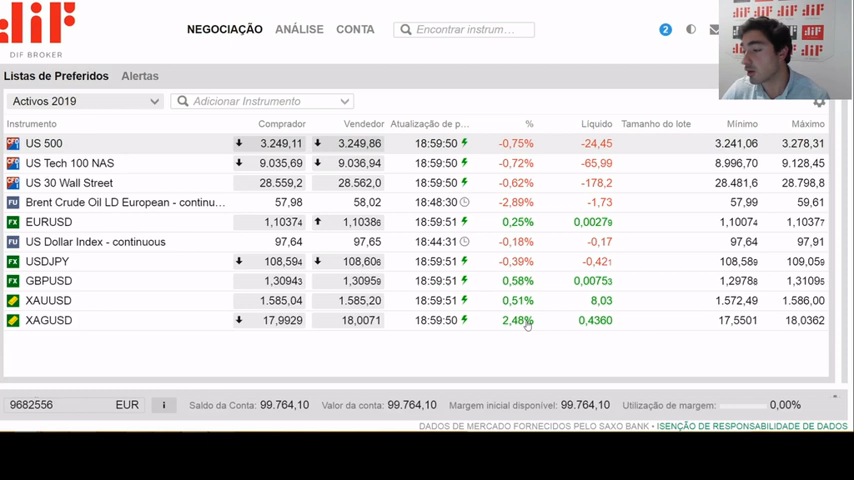 dif
DIF BROKER
NEGOCIAÇÃO ANÁLISE CONTA Encontrar instrum... 2
Listas de Preferidos Alertas
Activos 2019 Adicionar Instrumento
Instrumento Comprador Vendedor Atualização de p... % Líquido Tamanho do lote Mínimo Máximo
CFD US 500 3.249,11 3.249,86 18:59:50 -0,75% -24,45 3.241,06 3.278,31
CFD US Tech 100 NAS 9.035,69 9.036,94 18:59:50 -0,72% -65,99 8.996,70 9.128,45
CFD US 30 Wall Street 28.559,2 28.562,0 18:59:50 -0,62% -178,2 28.481,6 28.798,8
FU Brent Crude Oil LD European - continu... 57,98 58,02 18:48:30 -2,89% -1,73 57,99 59,61
FX EURUSD 1,10374 1,10386 18:59:51 0,25% 0,00279 1,10074 1,10377
FU US Dollar Index - continuous 97,64 97,65 18:44:31 -0,18% -0,17 97,64 97,91
FX USDJPY 108,594 108,606 18:59:51 -0,39% -0,421 108,589 109,059
FX GBPUSD 1,30943 1,30959 18:59:51 0,58% 0,00753 1,29788 1,31095
XAUUSD 1.585,04 1.585,20 18:59:51 0,51% 8,03 1.572,49 1.586,00
XAGUSD 17,9929 18,0071 18:59:50 2,48% 0,4360 17,5501 18,0362
9682556 EUR i Saldo da Conta: 99.764,10 Valor da conta: 99.764,10 Margem inicial disponível: 99.764,10 Utilização de margem: 0,00%
DADOS DE MERCADO FORNECIDOS PELO SAXO BANK • ISENÇÃO DE RESPONSABILIDADE DE DADOS